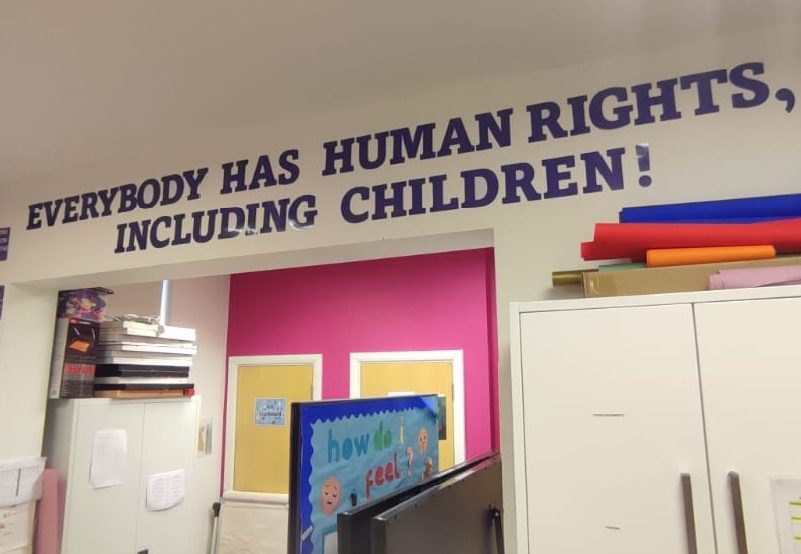 EVERYBODY HAS HUMAN RIGHTS,
INCLUDING CHILDREN!
how do i
feel?